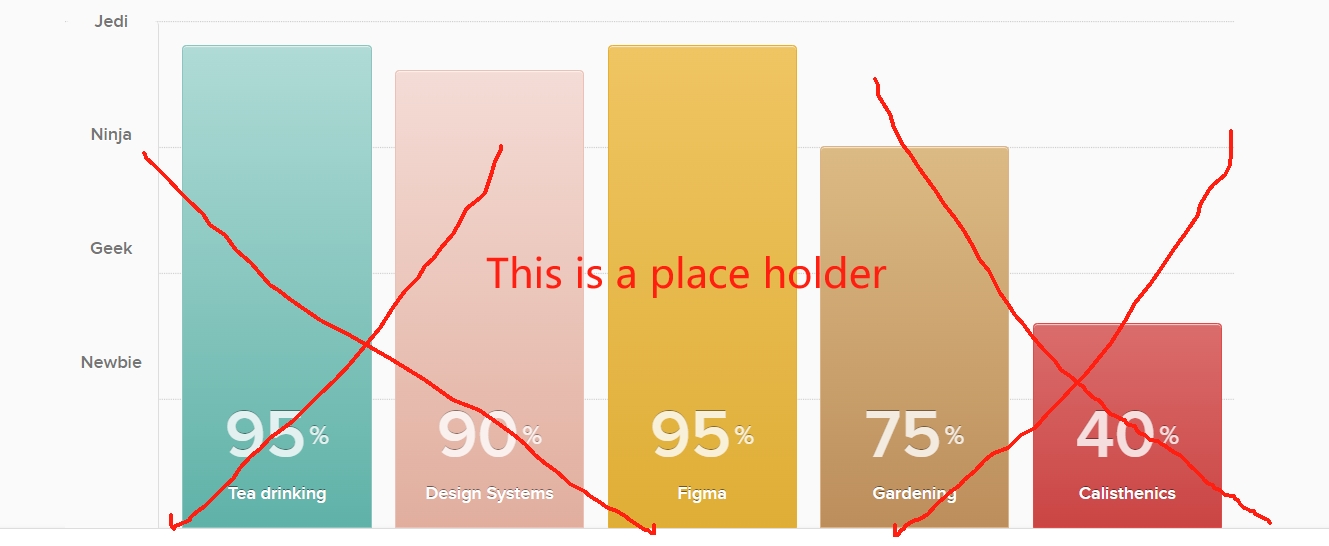 Jedi
Ninja
Geek
Newbie
This is a place holder
95%
90%
95%
75%
40%
Tea drinking
Design Systems
Figma
Gardening
Calisthenics